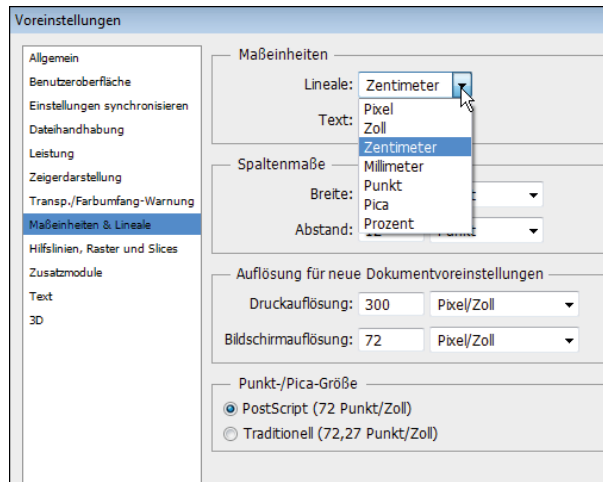 Voreinstellungen
Allgemein
Benutzeroberfläche
Einstellungen synchronisieren
Dateihandhabung
Leistung
Zeigerdarstellung
Transp./Farbumfang-Warnung
Maßeinheiten & Lineale
Hilfslinien, Raster und Slices
Zusatzmodule
Text
3D
Maßeinheiten
Lineale: Zentimeter
Text:
Pixel
Zoll
Zentimeter
Millimeter
Punkt
Pica
Prozent
Spaltenmaße
Breite:
Abstand: 12 Punkt
Auflösung für neue Dokumentvoreinstellungen
Druckauflösung: 300 Pixel/Zoll
Bildschirmauflösung: 72 Pixel/Zoll
Punkt-/Pica-Größe
PostScript (72 Punkt/Zoll)
Traditionell (72,27 Punkt/Zoll)